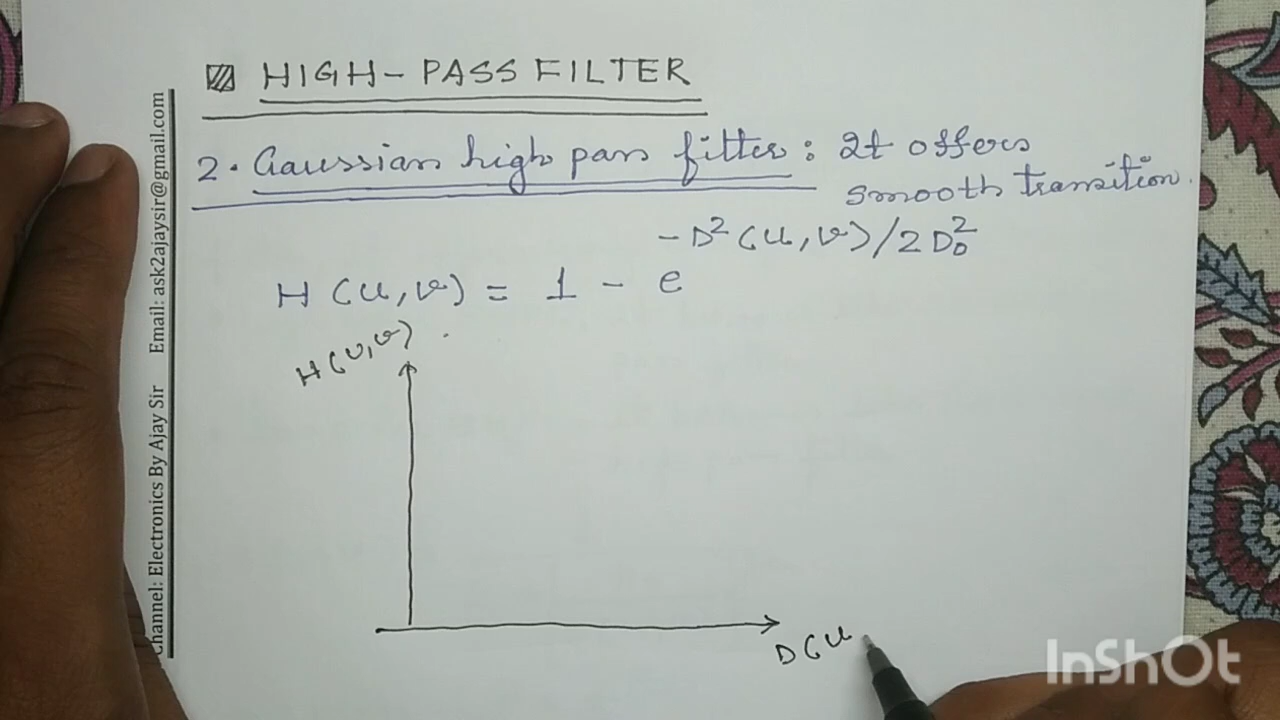 HIGH-PASS FILTER
2. Gaussian high pass filter: It offers
smooth transition.
H(u,v) = 1 - e^{-D²(u,v)/2D₀²}
H(u,v)
D(u
Channel: Electronics By Ajay Sir Email: ask2ajaysir@gmail.com
InShOt